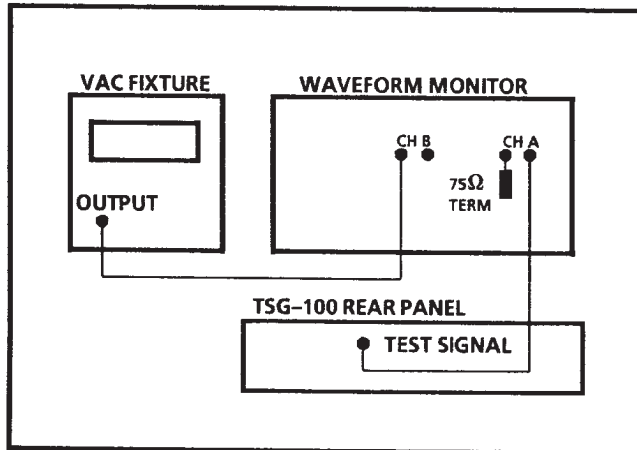 VAC FIXTURE
WAVEFORM MONITOR
CH B
CH A
75Ω
TERM
OUTPUT
TSG–100 REAR PANEL
TEST SIGNAL